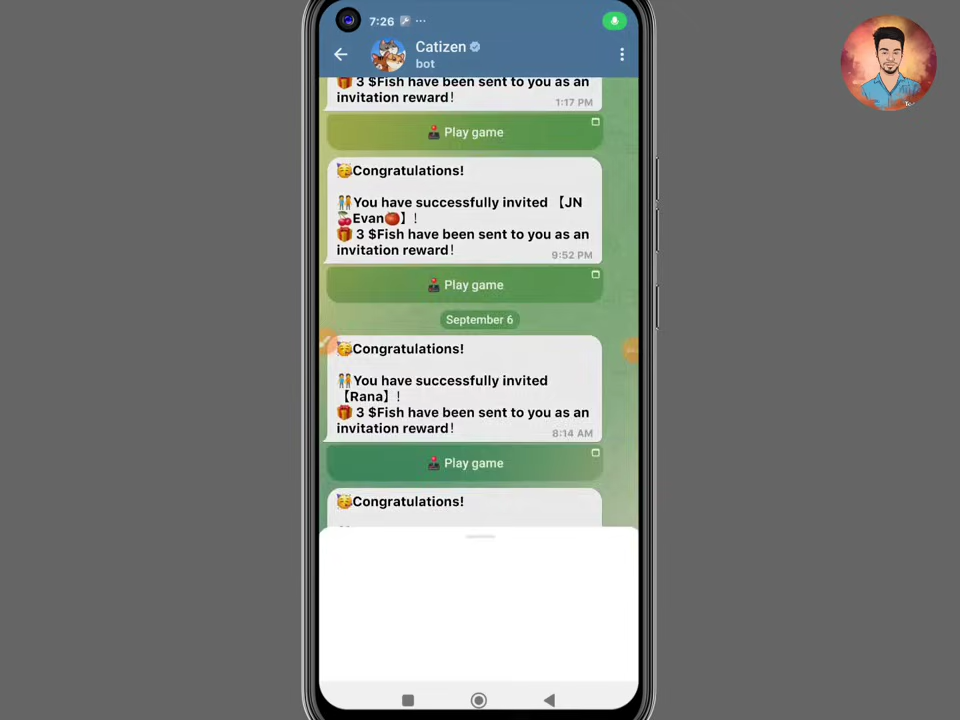 7:26
Catizen
bot
🎁 3 $Fish have been sent to you as an
invitation reward!
1:17 PM
🕹️ Play game
🥳Congratulations!
👬You have successfully invited 【JN
🍒Evan🍎】!
🎁 3 $Fish have been sent to you as an
invitation reward!
9:52 PM
🕹️ Play game
September 6
🥳Congratulations!
👬You have successfully invited
【Rana】!
🎁 3 $Fish have been sent to you as an
invitation reward!
8:14 AM
🕹️ Play game
🥳Congratulations!